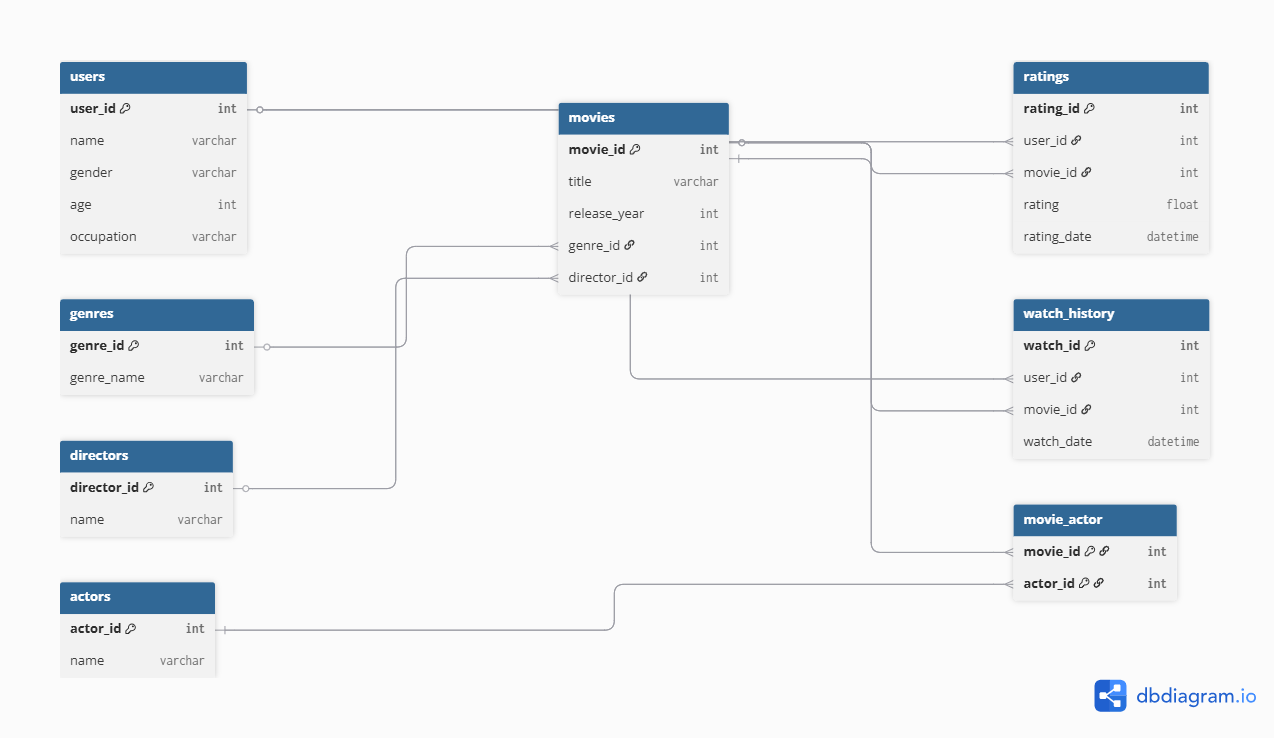 users
user_id int
name varchar
gender varchar
age int
occupation varchar
genres
genre_id int
genre_name varchar
directors
director_id int
name varchar
actors
actor_id int
name varchar
movies
movie_id int
title varchar
release_year int
genre_id int
director_id int
ratings
rating_id int
user_id int
movie_id int
rating float
rating_date datetime
watch_history
watch_id int
user_id int
movie_id int
watch_date datetime
movie_actor
movie_id int
actor_id int
dbdiagram.io